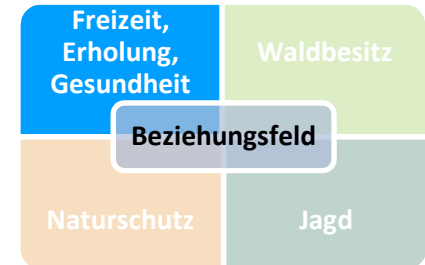 Freizeit,
Erholung,
Gesundheit
Waldbesitz
Beziehungsfeld
Naturschutz
Jagd